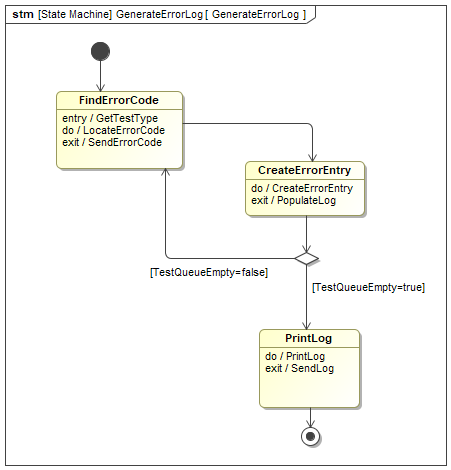 stm [State Machine] GenerateErrorLog [ GenerateErrorLog ]
FindErrorCode
entry / GetTestType
do / LocateErrorCode
exit / SendErrorCode
CreateErrorEntry
do / CreateErrorEntry
exit / PopulateLog
[TestQueueEmpty=false]
[TestQueueEmpty=true]
PrintLog
do / PrintLog
exit / SendLog